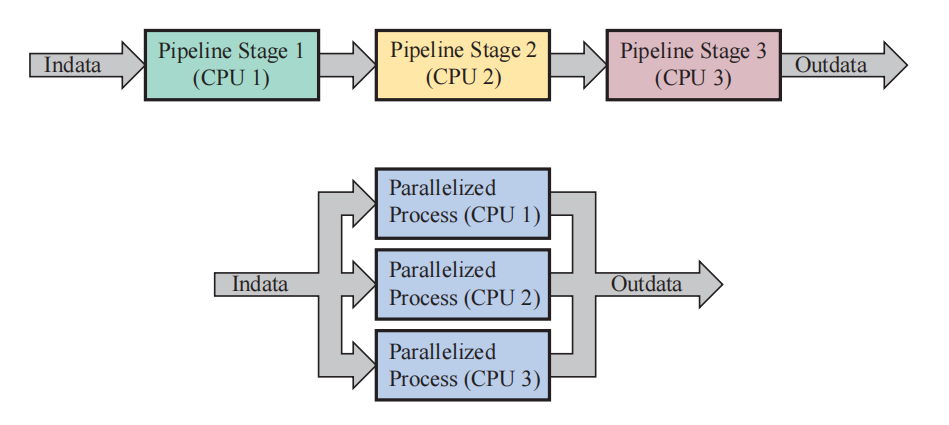 Indata
Pipeline Stage 1
(CPU 1)
Pipeline Stage 2
(CPU 2)
Pipeline Stage 3
(CPU 3)
Outdata
Parallelized
Process (CPU 1)
Indata
Parallelized
Process (CPU 2)
Outdata
Parallelized
Process (CPU 3)